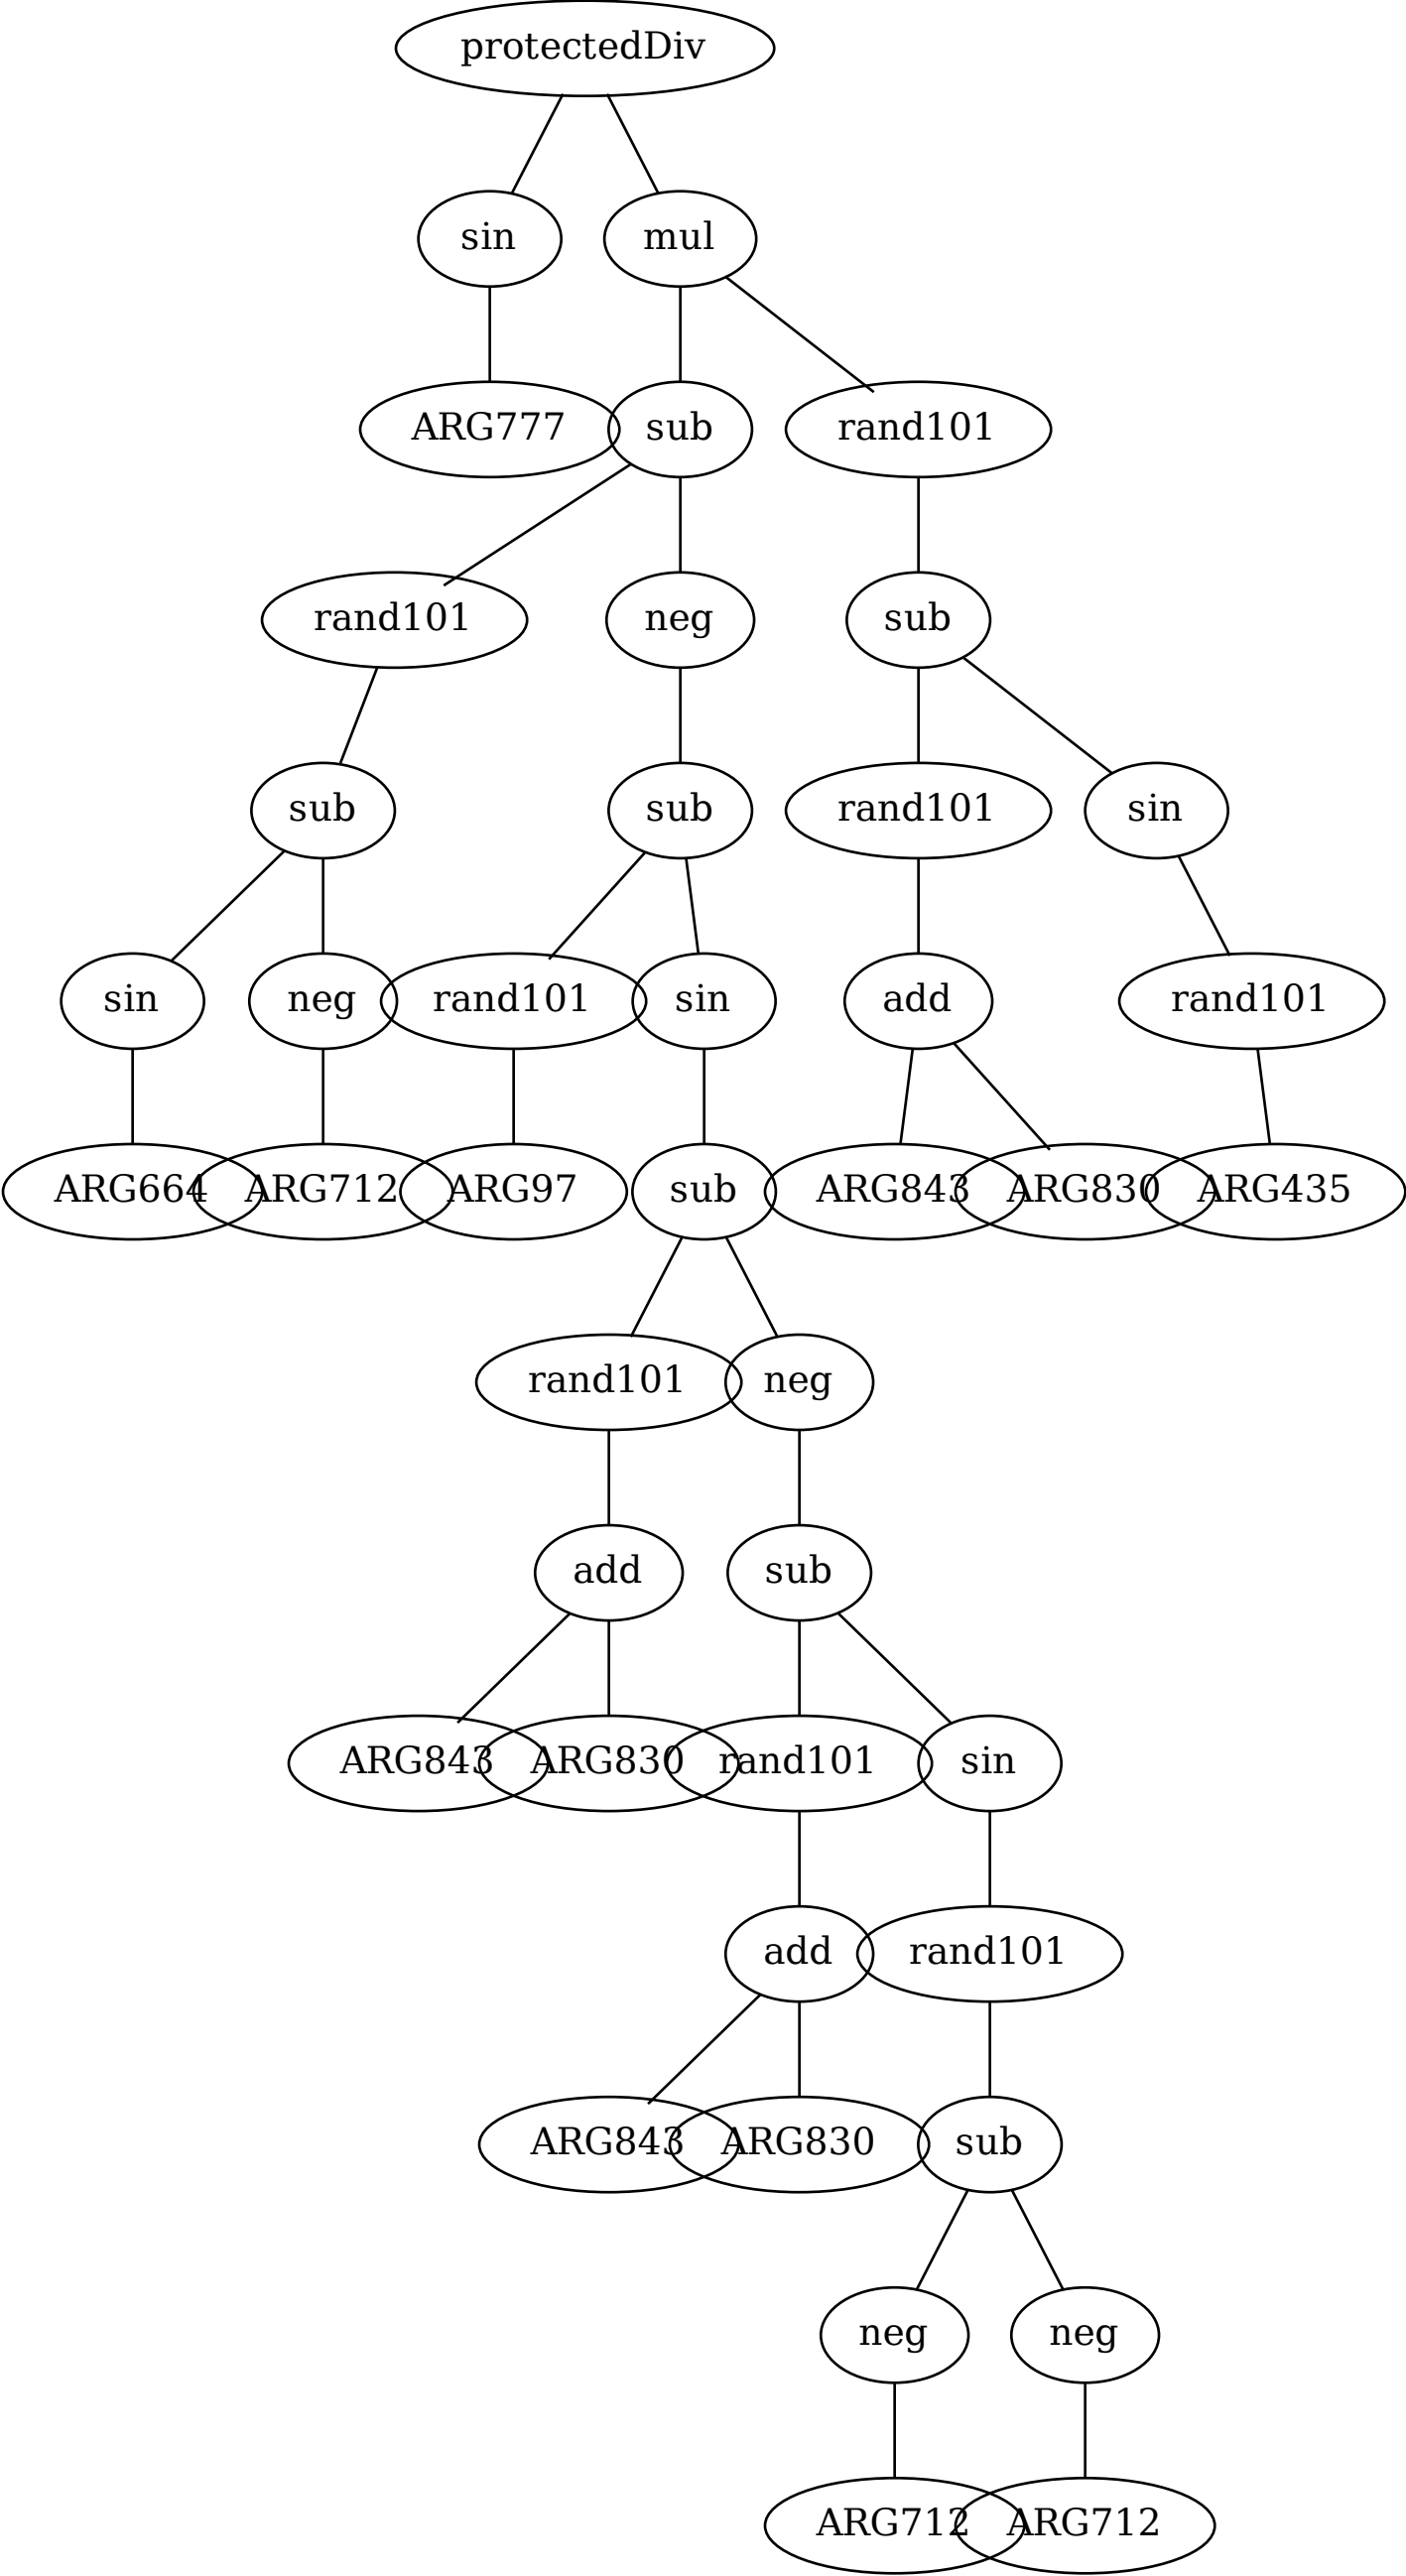 protectedDiv
sin mul
ARG777 sub rand101
rand101 neg sub
sub sub rand101 sin
sin neg rand101 sin add rand101
ARG664 ARG712 ARG97 sub ARG843 ARG830 ARG435
rand101 neg
add sub
ARG843 ARG830 rand101 sin
add rand101
ARG843 ARG830 sub
neg neg
ARG712 ARG712